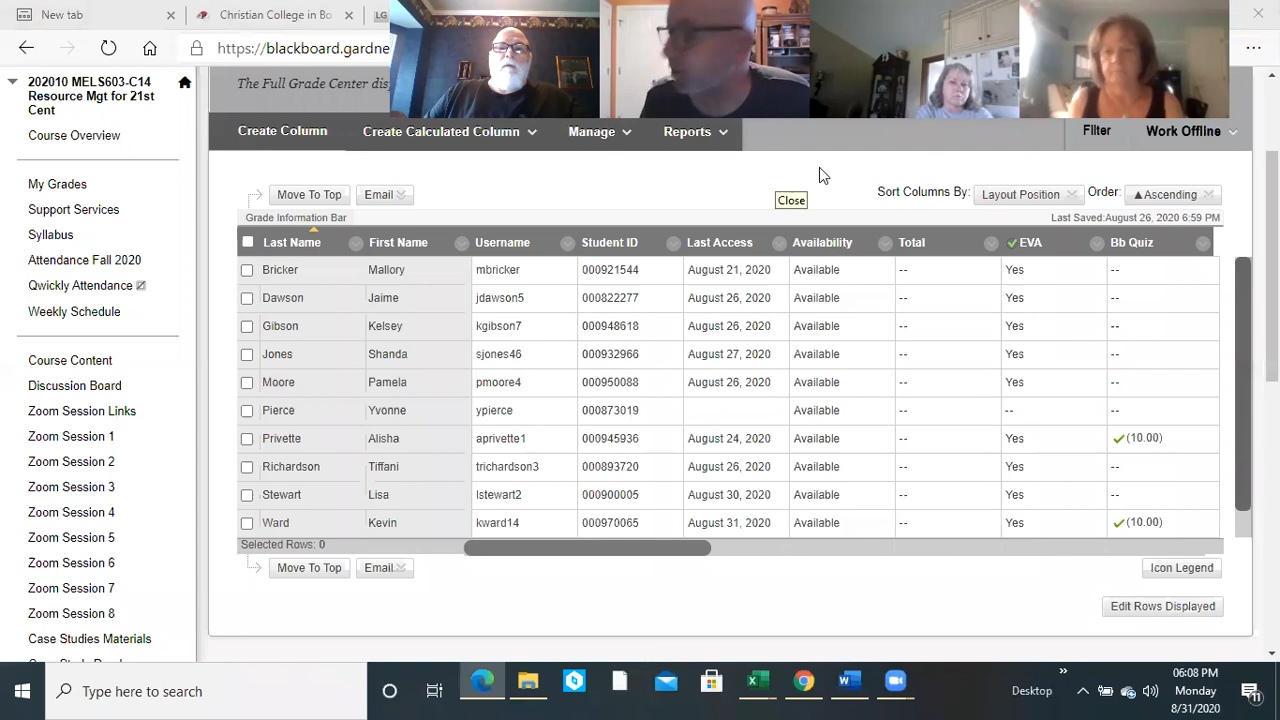 New tab
Christian College in Bo
LG
https://blackboard.gardne
The Full Grade Center dis
202010 MELS603-C14
Resource Mgt for 21st
Cent
Course Overview
My Grades
Support Services
Syllabus
Attendance Fall 2020
Qwickly Attendance
Weekly Schedule
Course Content
Discussion Board
Zoom Session Links
Zoom Session 1
Zoom Session 2
Zoom Session 3
Zoom Session 4
Zoom Session 5
Zoom Session 6
Zoom Session 7
Zoom Session 8
Case Studies Materials
Create Column Create Calculated Column Manage Reports Filter Work Offline
Move To Top Email Sort Columns By: Layout Position Order: ▲Ascending
Close
Grade Information Bar Last Saved:August 26, 2020 6:59 PM
Last Name First Name Username Student ID Last Access Availability Total EVA Bb Quiz
Bricker Mallory mbricker 000921544 August 21, 2020 Available -- Yes --
Dawson Jaime jdawson5 000822277 August 26, 2020 Available -- Yes --
Gibson Kelsey kgibson7 000948618 August 26, 2020 Available -- Yes --
Jones Shanda sjones46 000932966 August 27, 2020 Available -- Yes --
Moore Pamela pmoore4 000950088 August 26, 2020 Available -- Yes --
Pierce Yvonne ypierce 000873019 Available -- -- --
Privette Alisha aprivette1 000945936 August 24, 2020 Available -- Yes (10.00)
Richardson Tiffani trichardson3 000893720 August 26, 2020 Available -- Yes --
Stewart Lisa lstewart2 000900005 August 30, 2020 Available -- Yes --
Ward Kevin kward14 000970065 August 31, 2020 Available -- Yes (10.00)
Selected Rows: 0
Move To Top Email Icon Legend
Edit Rows Displayed
Type here to search
Desktop
06:08 PM
Monday
8/31/2020
11